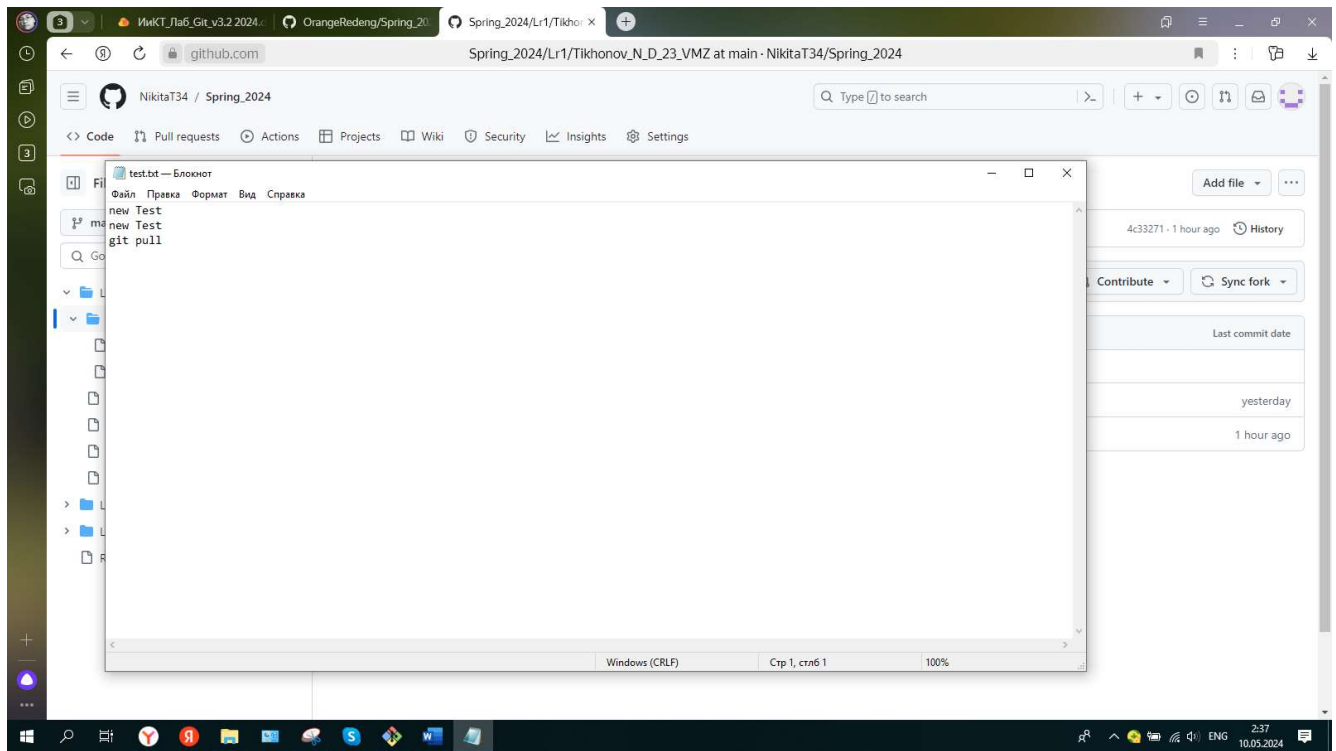 3
ИиКТ_Лаб_Git_v3.2 2024.
OrangeRedeng/Spring_20
Spring_2024/Lr1/Tikhon
github.com
Spring_2024/Lr1/Tikhonov_N_D_23_VMZ at main · NikitaT34/Spring_2024
NikitaT34 / Spring_2024
Type / to search
<> Code Pull requests Actions Projects Wiki Security Insights Settings
3
test.txt — Блокнот
Файл Правка Формат Вид Справка
new Test
new Test
git pull
Add file
4c33271 · 1 hour ago History
Contribute Sync fork
Last commit date
yesterday
1 hour ago
Windows (CRLF) Стр 1, стлб 1 100%
ENG
2:37
10.05.2024